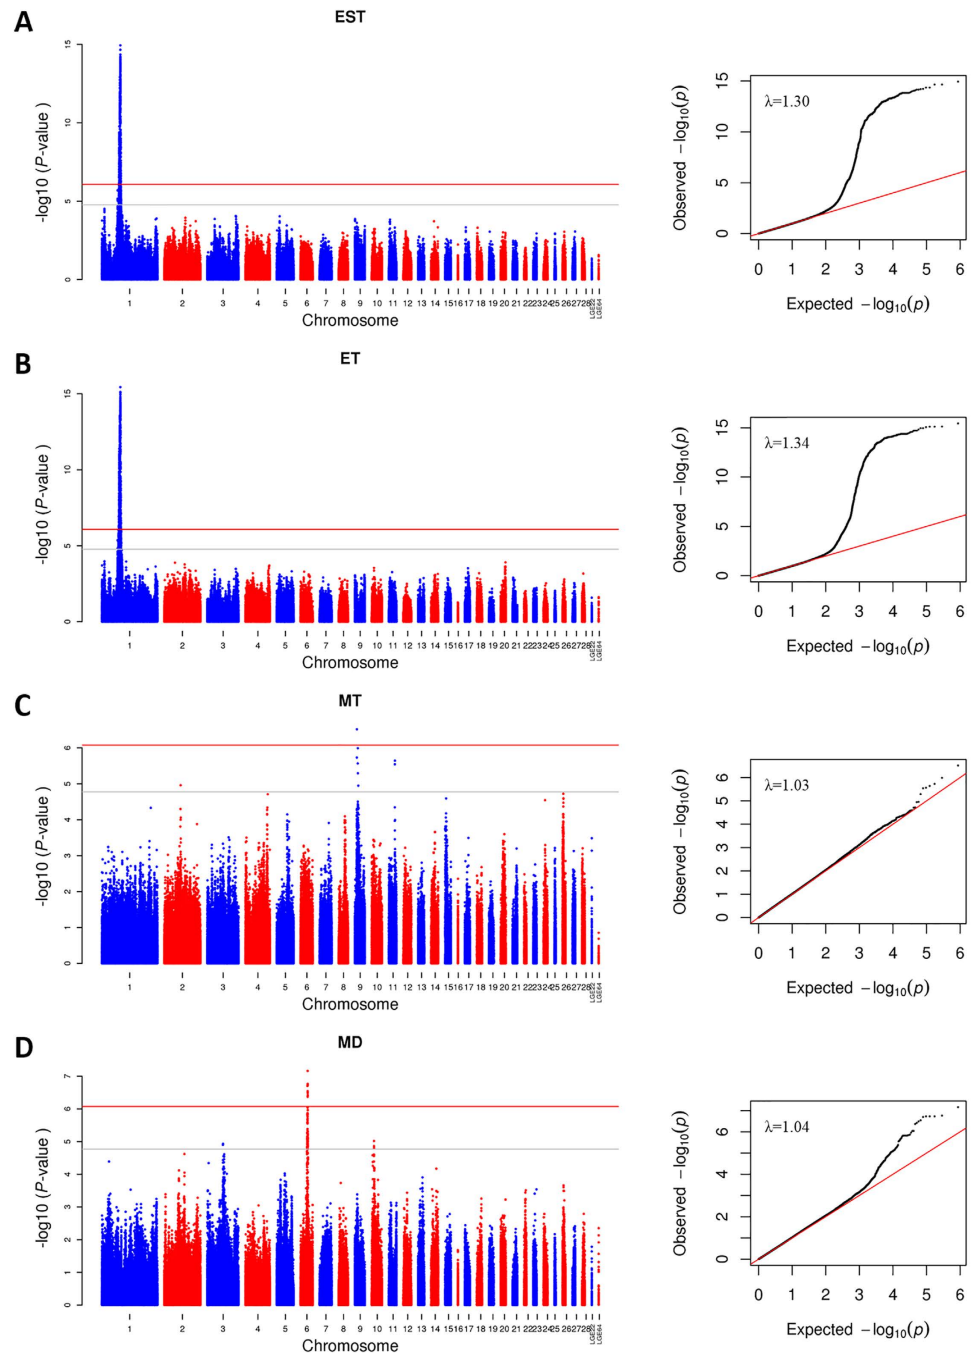 A
EST
-log10 (P-value )
15
10
5
0
1 2 3 4 5 6 7 8 9 10 11 12 13 14 15 16 17 18 19 20 21 22 23 24 25 26 27 28 LGE22 LGE64
Chromosome
Observed −log10(p)
15
10
5
0
λ=1.30
0 1 2 3 4 5 6
Expected −log10(p)
B
ET
-log10 (P-value )
15
10
5
0
1 2 3 4 5 6 7 8 9 10 11 12 13 14 15 16 17 18 19 20 21 22 23 24 25 26 27 28 LGE22 LGE64
Chromosome
Observed −log10(p)
15
10
5
0
λ=1.34
0 1 2 3 4 5 6
Expected −log10(p)
C
MT
-log10 (P-value )
6
5
4
3
2
1
0
1 2 3 4 5 6 7 8 9 10 11 12 13 14 15 16 17 18 19 20 21 22 23 24 25 26 27 28 LGE22 LGE64
Chromosome
Observed −log10(p)
6
5
4
3
2
1
0
λ=1.03
0 1 2 3 4 5 6
Expected −log10(p)
D
MD
-log10 (P-value )
7
6
5
4
3
2
1
0
1 2 3 4 5 6 7 8 9 10 11 12 13 14 15 16 17 18 19 20 21 22 23 24 25 26 27 28 LGE22 LGE64
Chromosome
Observed −log10(p)
6
4
2
0
λ=1.04
0 1 2 3 4 5 6
Expected −log10(p)